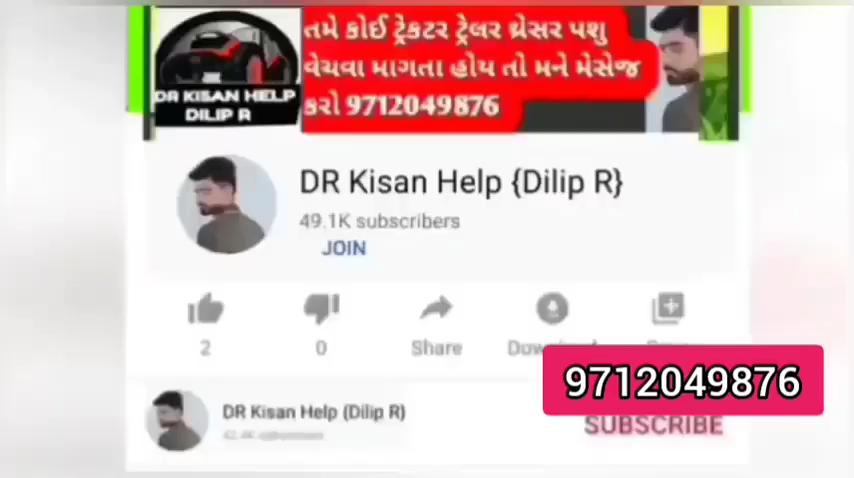 તમે કોઈ ટ્રેકટર ટ્રેલર થ્રેસર પશુ
વેચવા માગતા હોય તો મને મેસેજ
કરો 9712049876
DR KISAN HELP
DILIP R
DR Kisan Help {Dilip R}
49.1K subscribers
JOIN
2
0
Share
9712049876
DR Kisan Help (Dilip R)
SUBSCRIBE